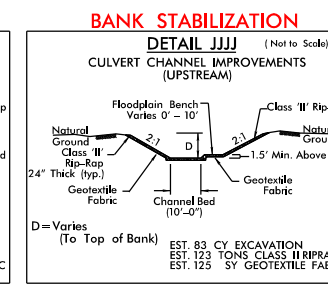 BANK STABILIZATION
DETAIL JJJJ
( Not to Scale)
CULVERT CHANNEL IMPROVEMENTS
(UPSTREAM)
Floodplain Bench
Varies 0' - 10'
Class 'II' Rip-
Natural
Ground
2:1
D
2:1
Ground
Class 'II'
Rip-Rap
24" Thick (typ.)
1.5' Min. Above
Geotextile
Fabric
Geotextile
Fabric
Channel Bed
(10'-0")
D=Varies
(To Top of Bank)
EST. 83 CY EXCAVATION
EST. 123 TONS CLASS II RIPRA
EST. 125 SY GEOTEXTILE FAB